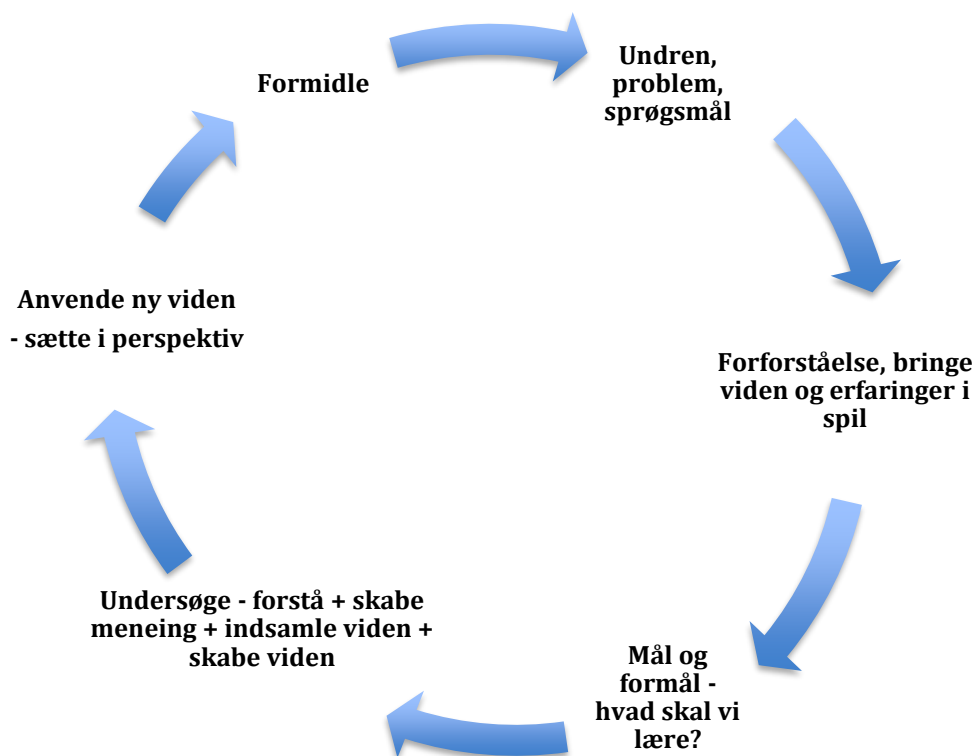 Formidle
Undren,
problem,
sprøgsmål
Forforståelse, bringe
viden og erfaringer i
spil
Mål og
formål -
hvad skal vi
lære?
Undersøge - forstå + skabe
meneing + indsamle viden +
skabe viden
Anvende ny viden
- sætte i perspektiv